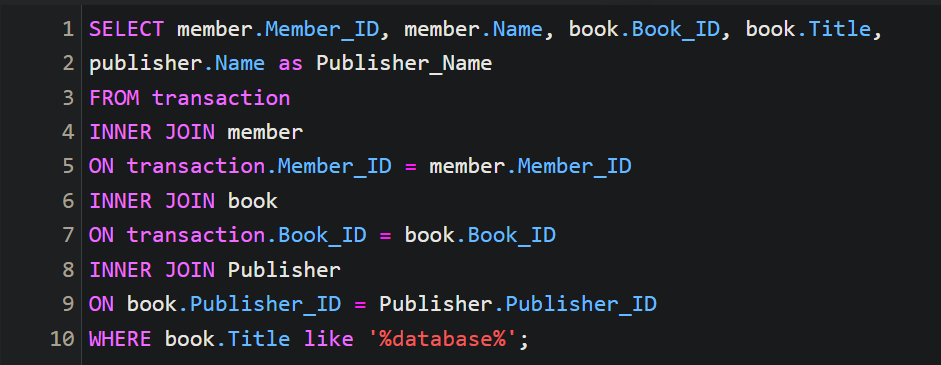 1 SELECT member.Member_ID, member.Name, book.Book_ID, book.Title,
2 publisher.Name as Publisher_Name
3 FROM transaction
4 INNER JOIN member
5 ON transaction.Member_ID = member.Member_ID
6 INNER JOIN book
7 ON transaction.Book_ID = book.Book_ID
8 INNER JOIN Publisher
9 ON book.Publisher_ID = Publisher.Publisher_ID
10 WHERE book.Title like '%database%';